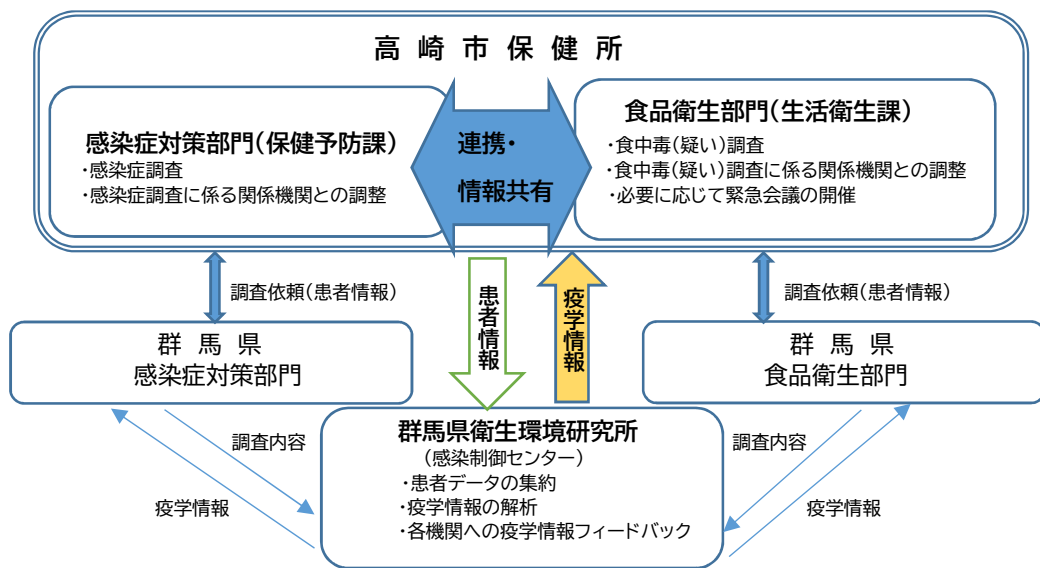 高崎市保健所
感染症対策部門(保健予防課)
・感染症調査
・感染症調査に係る関係機関との調整
連携・
情報共有
食品衛生部門(生活衛生課)
・食中毒(疑い)調査
・食中毒(疑い)調査に係る関係機関との調整
・必要に応じて緊急会議の開催
調査依頼(患者情報)
患者情報
疫学情報
調査依頼(患者情報)
群馬県
感染症対策部門
群馬県
食品衛生部門
調査内容
疫学情報
群馬県衛生環境研究所
(感染制御センター)
・患者データの集約
・疫学情報の解析
・各機関への疫学情報フィードバック
調査内容
疫学情報